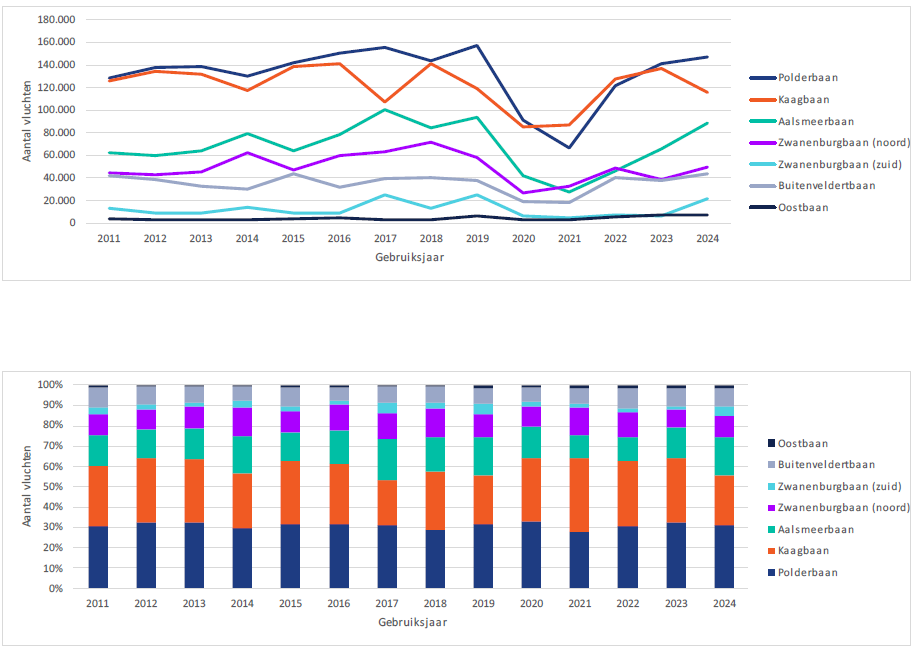 180.000
160.000
140.000
120.000
100.000
80.000
60.000
40.000
20.000
0
Aantal vluchten
2011 2012 2013 2014 2015 2016 2017 2018 2019 2020 2021 2022 2023 2024
Gebruiksjaar
Polderbaan
Kaagbaan
Aalsmeerbaan
Zwanenburgbaan (noord)
Zwanenburgbaan (zuid)
Buitenveldertbaan
Oostbaan
100%
90%
80%
70%
60%
50%
40%
30%
20%
10%
0%
Aantal vluchten
2011 2012 2013 2014 2015 2016 2017 2018 2019 2020 2021 2022 2023 2024
Gebruiksjaar
Oostbaan
Buitenveldertbaan
Zwanenburgbaan (zuid)
Zwanenburgbaan (noord)
Aalsmeerbaan
Kaagbaan
Polderbaan